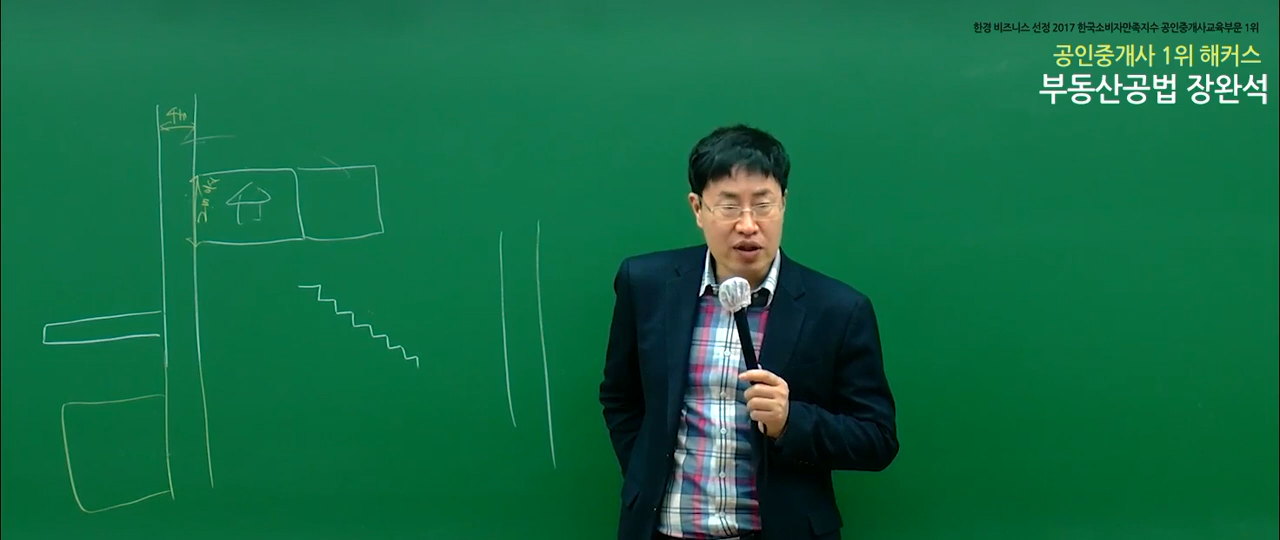 한경 비즈니스 선정 2017 한국소비자만족지수 공인중개사교육부문 1위
공인중개사 1위 해커스
부동산공법 장완석
4m
2m